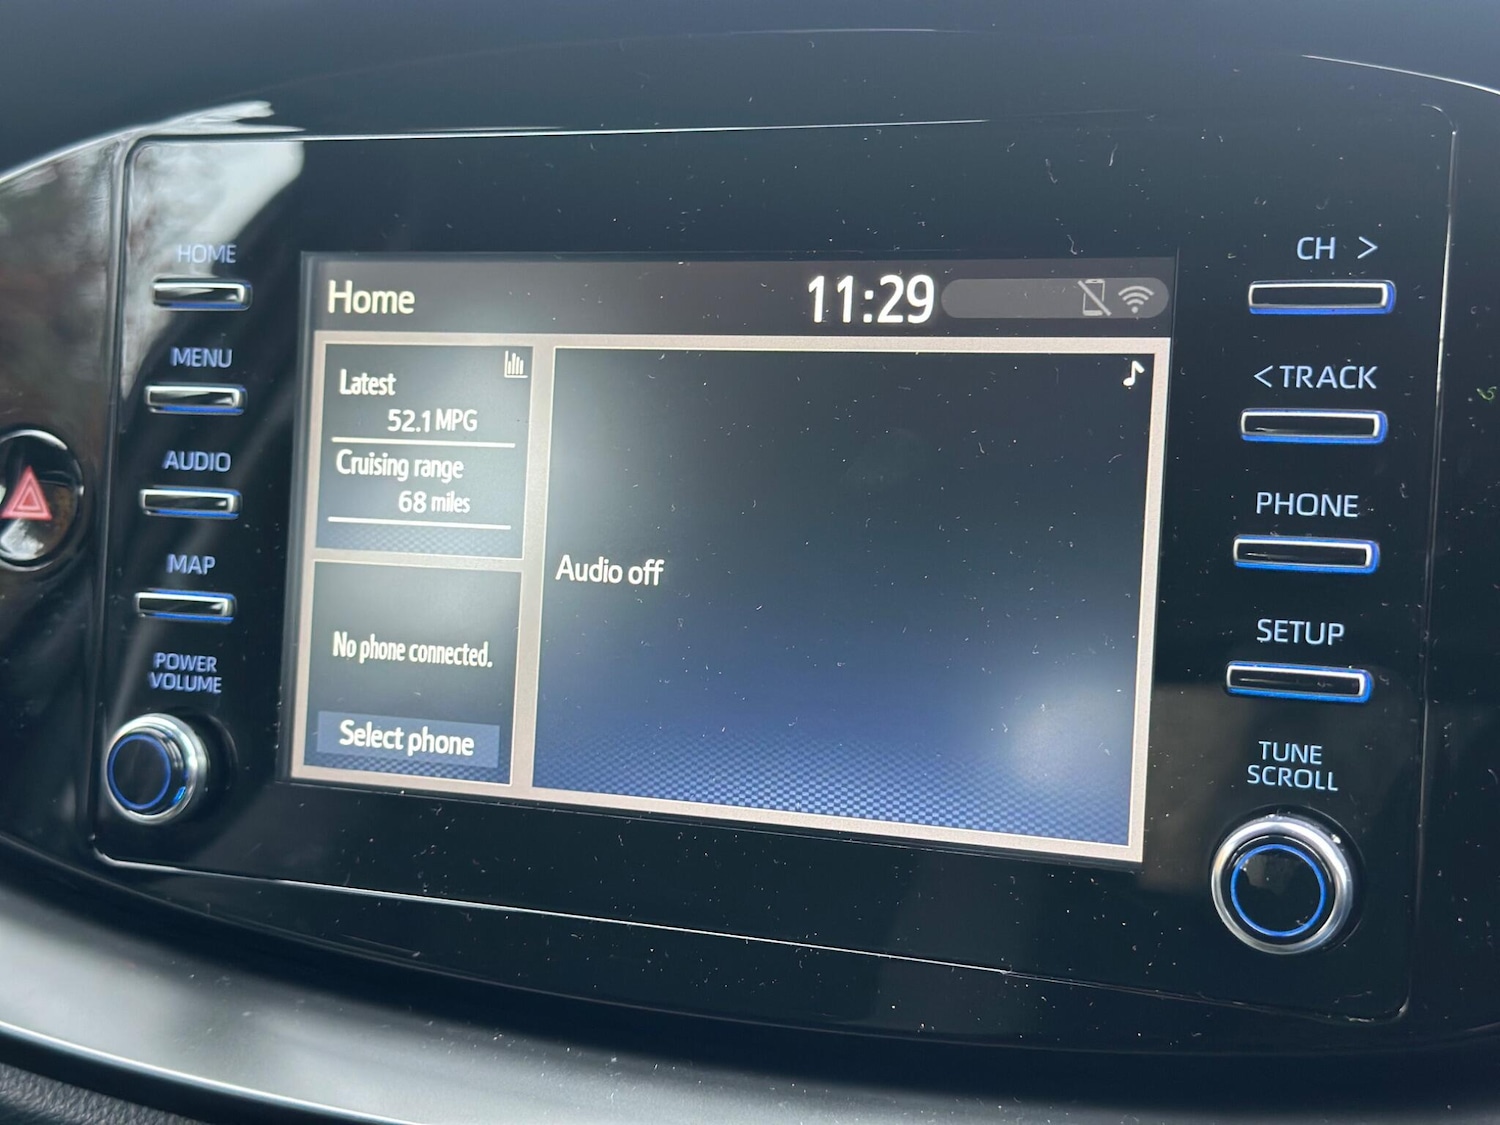 HOME
MENU
AUDIO
MAP
POWER
VOLUME
Home
11:29
Latest
52.1 MPG
Cruising range
68 miles
No phone connected.
Select phone
Audio off
CH >
< TRACK
PHONE
SETUP
TUNE
SCROLL